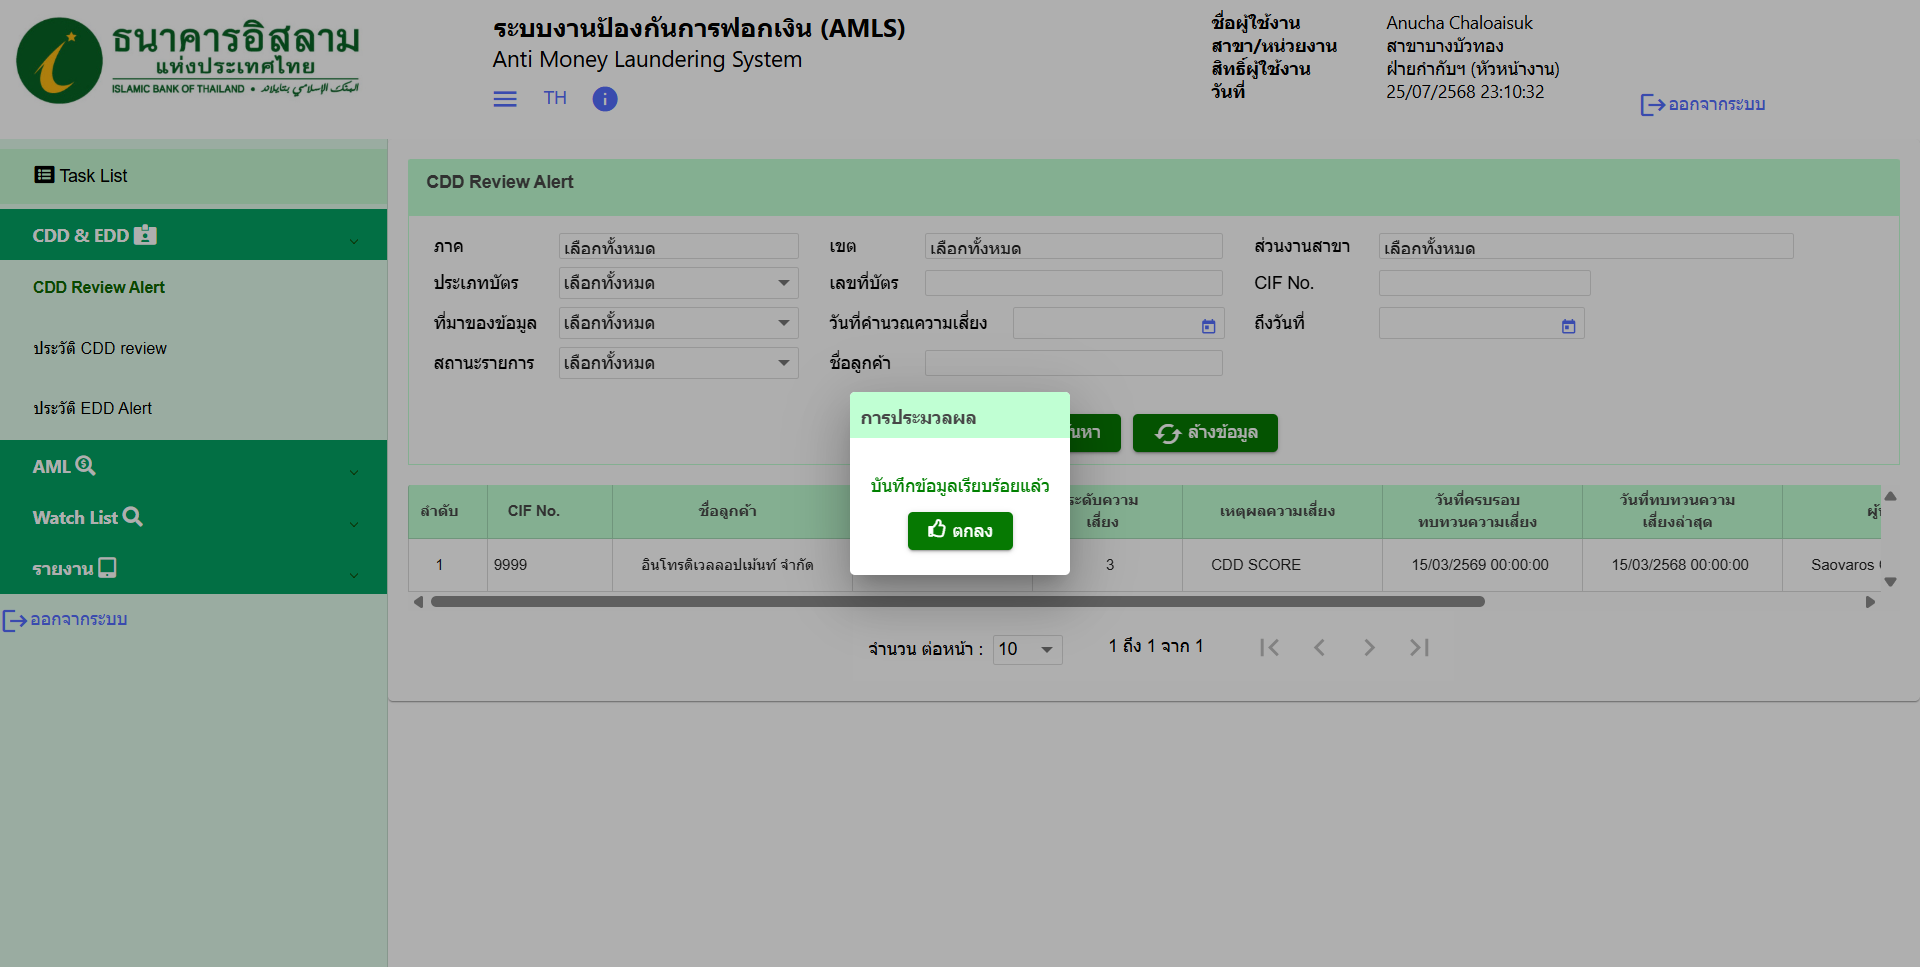 ธนาคารอิสลาม
แห่งประเทศไทย
ISLAMIC BANK OF THAILAND •
ระบบงานป้องกันการฟอกเงิน (AMLS)
Anti Money Laundering System
TH
ชื่อผู้ใช้งาน Anucha Chaloaisuk
สาขา/หน่วยงาน สาขาบางบัวทอง
สิทธิ์ผู้ใช้งาน ฝ่ายกำกับฯ (หัวหน้างาน)
วันที่ 25/07/2568 23:10:32
ออกจากระบบ
Task List
CDD & EDD
CDD Review Alert
ประวัติ CDD review
ประวัติ EDD Alert
AML
Watch List
รายงาน
ออกจากระบบ
CDD Review Alert
ภาค เลือกทั้งหมด เขต เลือกทั้งหมด ส่วนงานสาขา เลือกทั้งหมด
ประเภทบัตร เลือกทั้งหมด เลขที่บัตร CIF No.
ที่มาของข้อมูล เลือกทั้งหมด วันที่คำนวณความเสี่ยง ถึงวันที่
สถานะรายการ เลือกทั้งหมด ชื่อลูกค้า
นหา ล้างข้อมูล
การประมวลผล
บันทึกข้อมูลเรียบร้อยแล้ว
ตกลง
ลำดับ CIF No. ชื่อลูกค้า ระดับความเสี่ยง เหตุผลความเสี่ยง วันที่ครบรอบทบทวนความเสี่ยง วันที่ทบทวนความเสี่ยงล่าสุด
1 9999 อินโทรดิเวลลอปเม้นท์ จำกัด 3 CDD SCORE 15/03/2569 00:00:00 15/03/2568 00:00:00 Saovaros
จำนวน ต่อหน้า : 10 1 ถึง 1 จาก 1